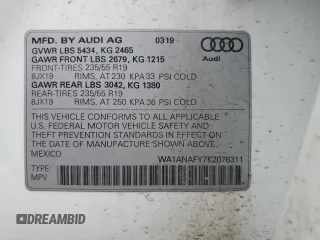 MFD. BY AUDI AG 0319
GVWR LBS 5434, KG 2465
GAWR FRONT LBS 2679, KG 1215
FRONT-TIRES 235/55 R19
8JX19 RIMS, AT 230 KPA 33 PSI COLD
GAWR REAR LBS 3042, KG 1380
REAR-TIRES 235/55 R19
8JX19 RIMS, AT 250 KPA 36 PSI COLD
Audi
THIS VEHICLE CONFORMS TO ALL APPLICABLE
U.S. FEDERAL MOTOR VEHICLE SAFETY AND
THEFT PREVENTION STANDARDS IN EFFECT ON
THE DATE OF MANUFACTURE SHOWN ABOVE.
MEXICO
WA1ANAFY7K2076311
TYPE:
MPV
DREAMBID